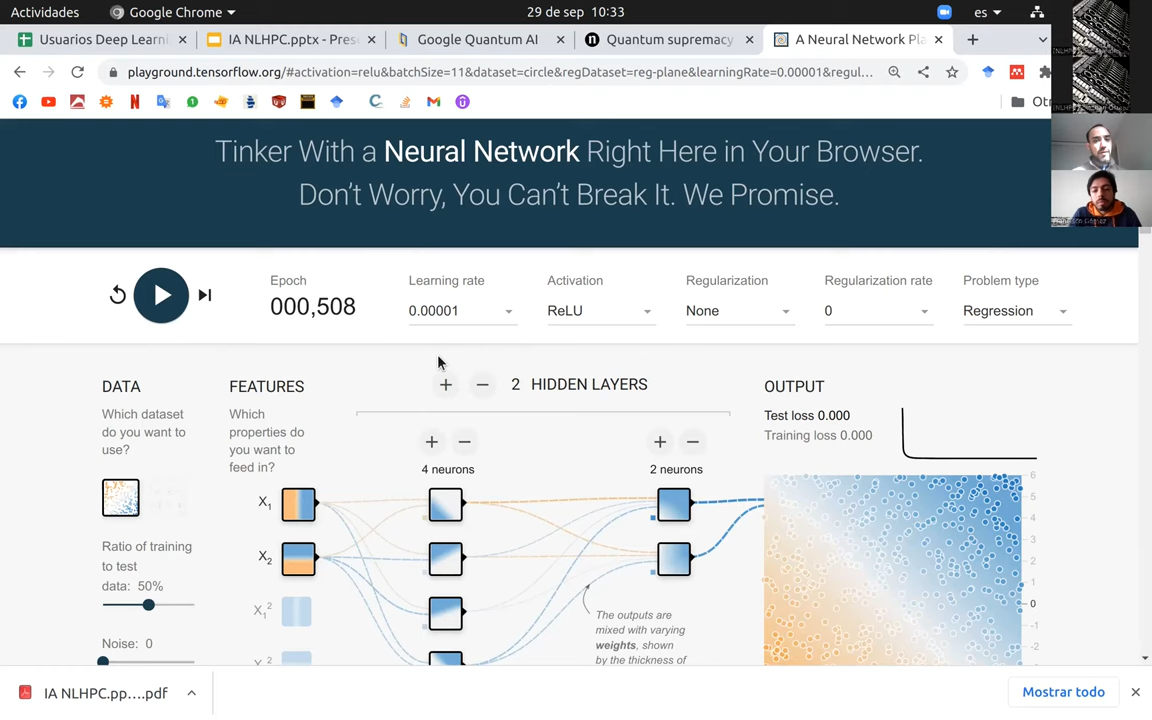 Actividades
Google Chrome
29 de sep 10:33
es
Usuarios Deep Learni
IA NLHPC.pptx - Pres
Google Quantum AI
Quantum supremacy
A Neural Network Pla
playground.tensorflow.org/#activation=relu&batchSize=11&dataset=circle&regDataset=reg-plane&learningRate=0.00001&regul...
Otr
Tinker With a Neural Network Right Here in Your Browser.
Don't Worry, You Can't Break It. We Promise.
Epoch
000,508
Learning rate
0.00001
Activation
ReLU
Regularization
None
Regularization rate
0
Problem type
Regression
DATA
Which dataset
do you want to
use?
Ratio of training
to test
data: 50%
Noise: 0
FEATURES
Which
properties do
you want to
feed in?
X₁
X₂
X₁²
+ − 2 HIDDEN LAYERS
+ −
4 neurons
+ −
2 neurons
The outputs are
mixed with varying
weights, shown
by the thickness of
OUTPUT
Test loss 0.000
Training loss 0.000
6
5
4
3
2
1
0
-1
-2
IA NLHPC.pp....pdf
Mostrar todo